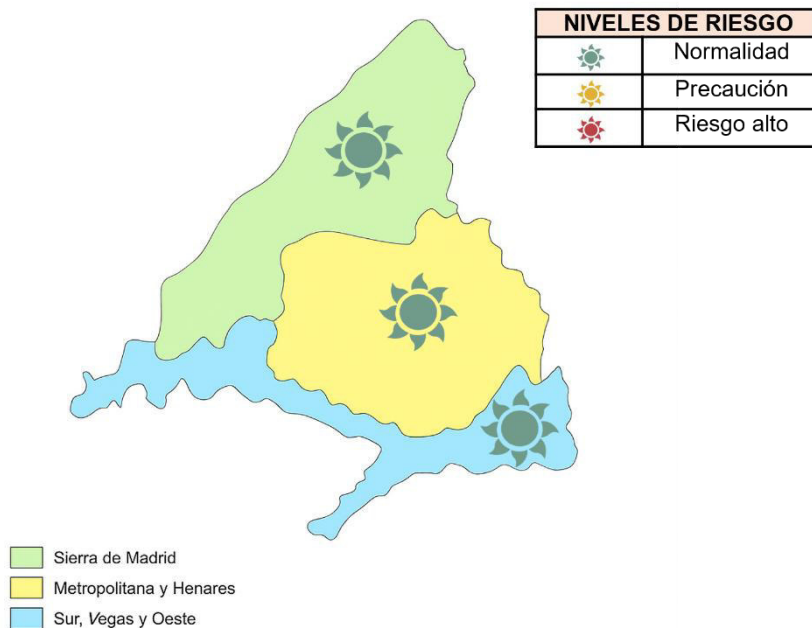 NIVELES DE RIESGO
Normalidad
Precaución
Riesgo alto
Sierra de Madrid
Metropolitana y Henares
Sur, Vegas y Oeste